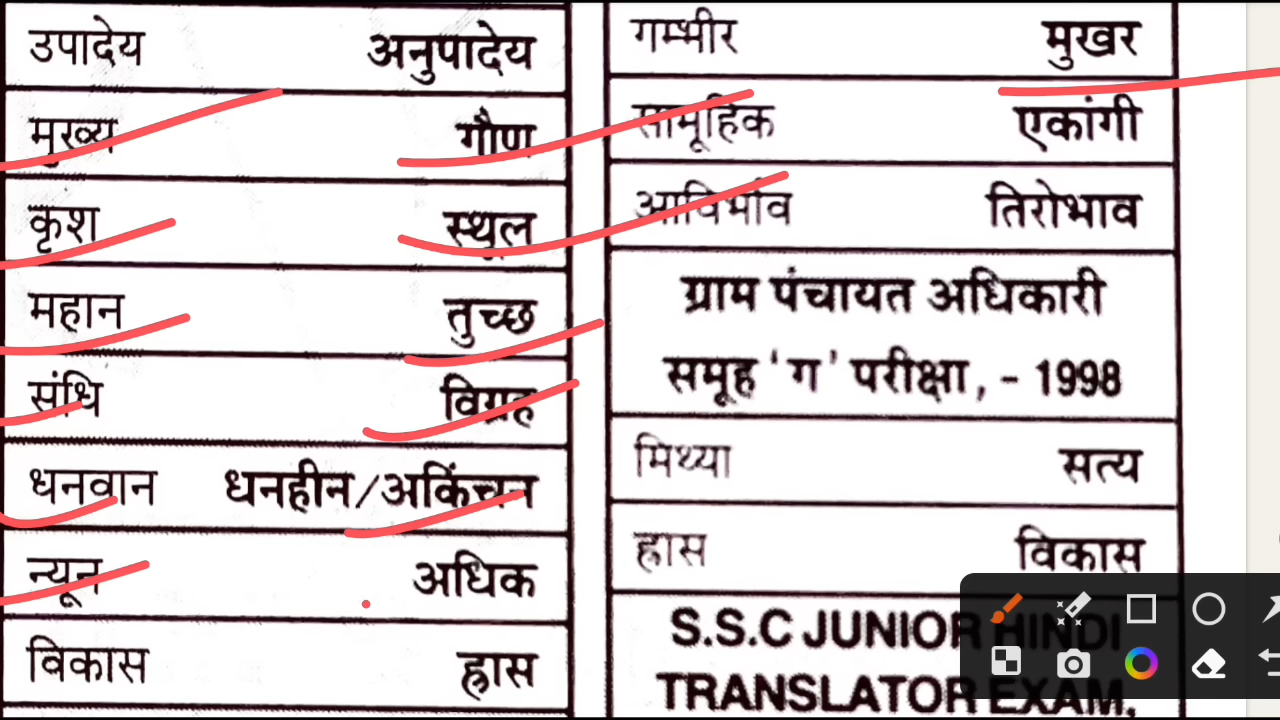 उपादेय अनुपादेय
मुख्य गौण
कृश स्थूल
महान तुच्छ
संधि विग्रह
धनवान धनहीन/अकिंचन
न्यून अधिक
विकास ह्रास
गम्भीर मुखर
सामूहिक एकांगी
आविर्भाव तिरोभाव
ग्राम पंचायत अधिकारी
समूह 'ग' परीक्षा, - 1998
मिथ्या सत्य
ह्रास विकास
S.S.C JUNIOR HINDI
TRANSLATOR EXAM.